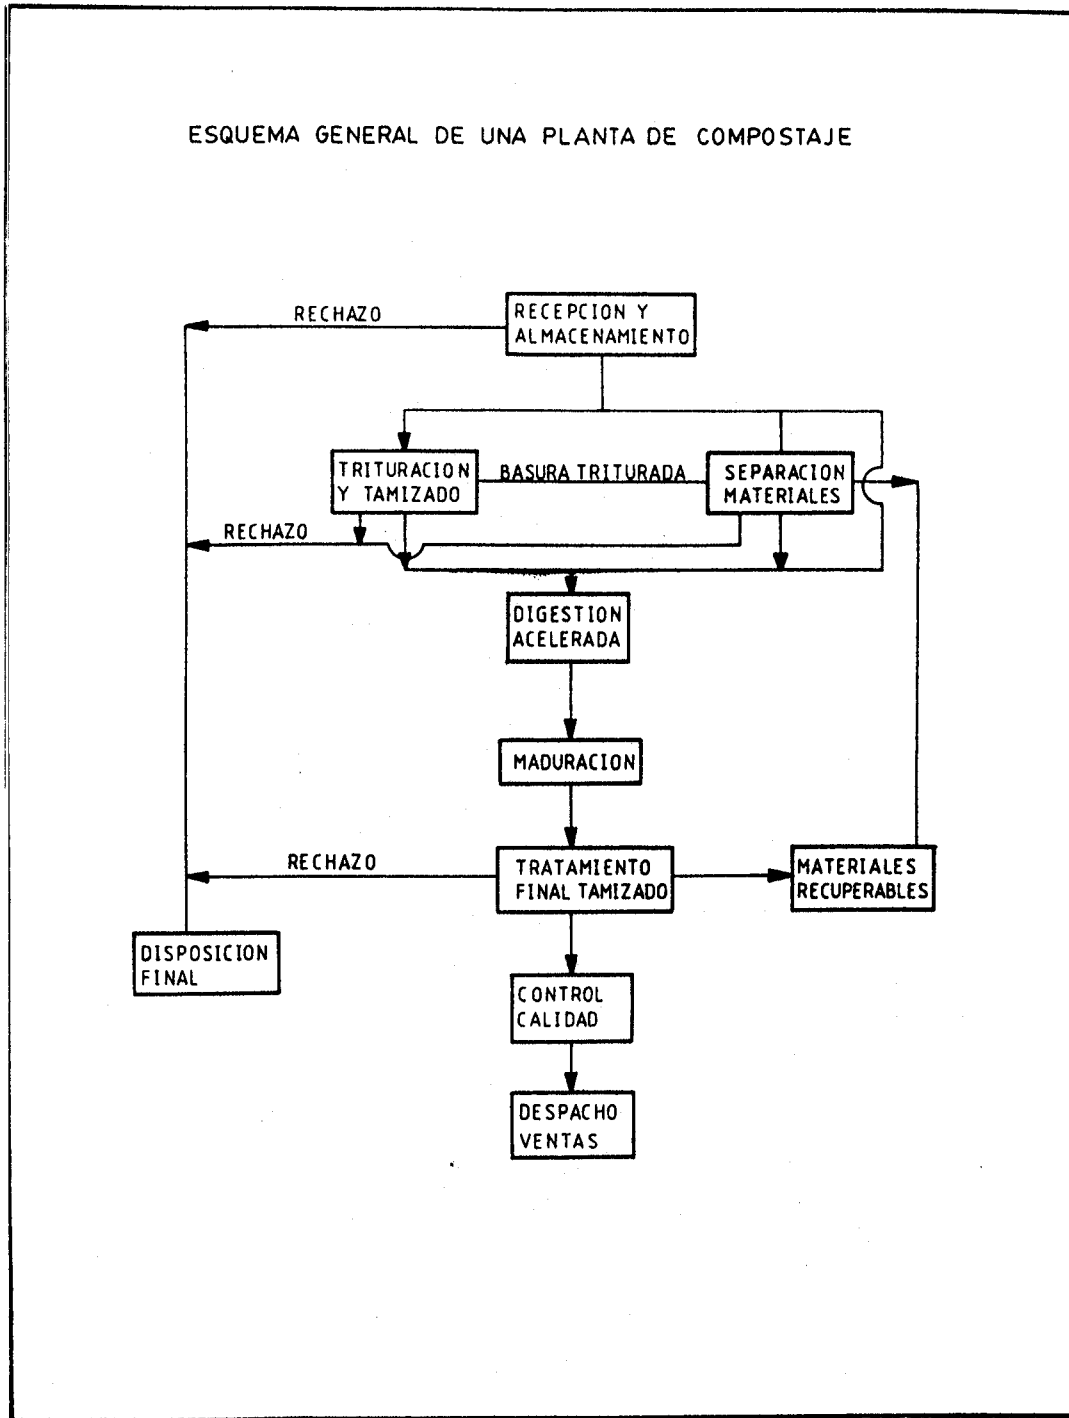 ESQUEMA GENERAL DE UNA PLANTA DE COMPOSTAJE
RECHAZO
RECEPCION Y
ALMACENAMIENTO
TRITURACION
Y TAMIZADO
BASURA TRITURADA
SEPARACION
MATERIALES
RECHAZO
DIGESTION
ACELERADA
MADURACION
RECHAZO
TRATAMIENTO
FINAL TAMIZADO
MATERIALES
RECUPERABLES
DISPOSICION
FINAL
CONTROL
CALIDAD
DESPACHO
VENTAS